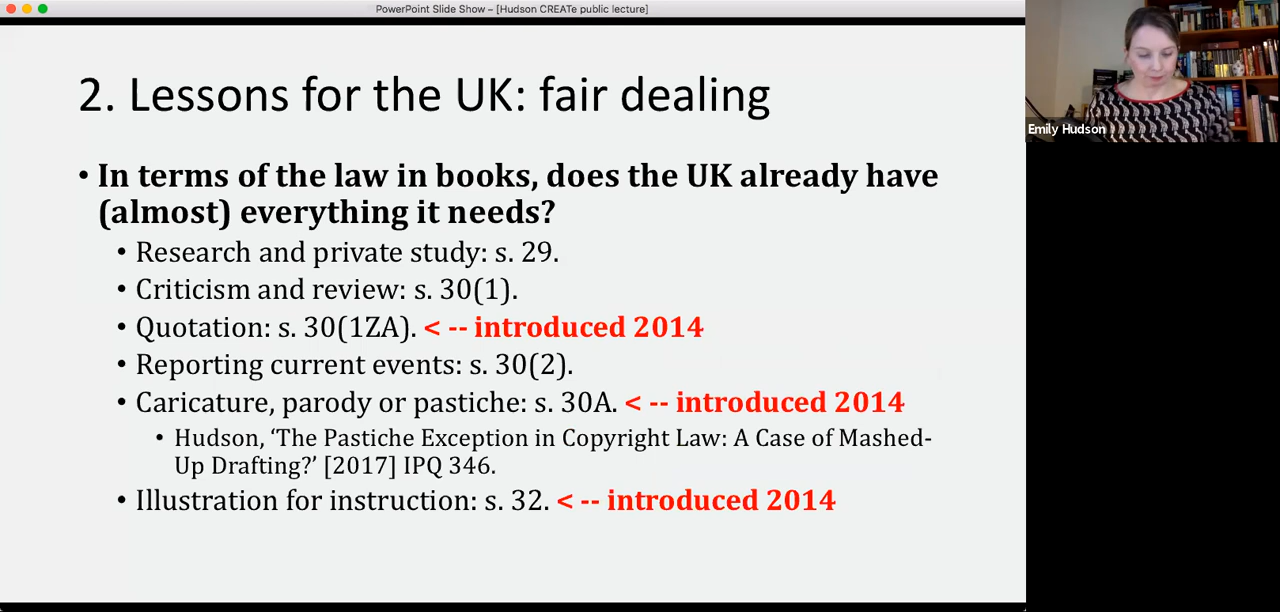 PowerPoint Slide Show – [Hudson CREATe public lecture]
2. Lessons for the UK: fair dealing
• In terms of the law in books, does the UK already have
(almost) everything it needs?
• Research and private study: s. 29.
• Criticism and review: s. 30(1).
• Quotation: s. 30(1ZA). < -- introduced 2014
• Reporting current events: s. 30(2).
• Caricature, parody or pastiche: s. 30A. < -- introduced 2014
• Hudson, ‘The Pastiche Exception in Copyright Law: A Case of Mashed-
Up Drafting?’ [2017] IPQ 346.
• Illustration for instruction: s. 32. < -- introduced 2014
Emily Hudson